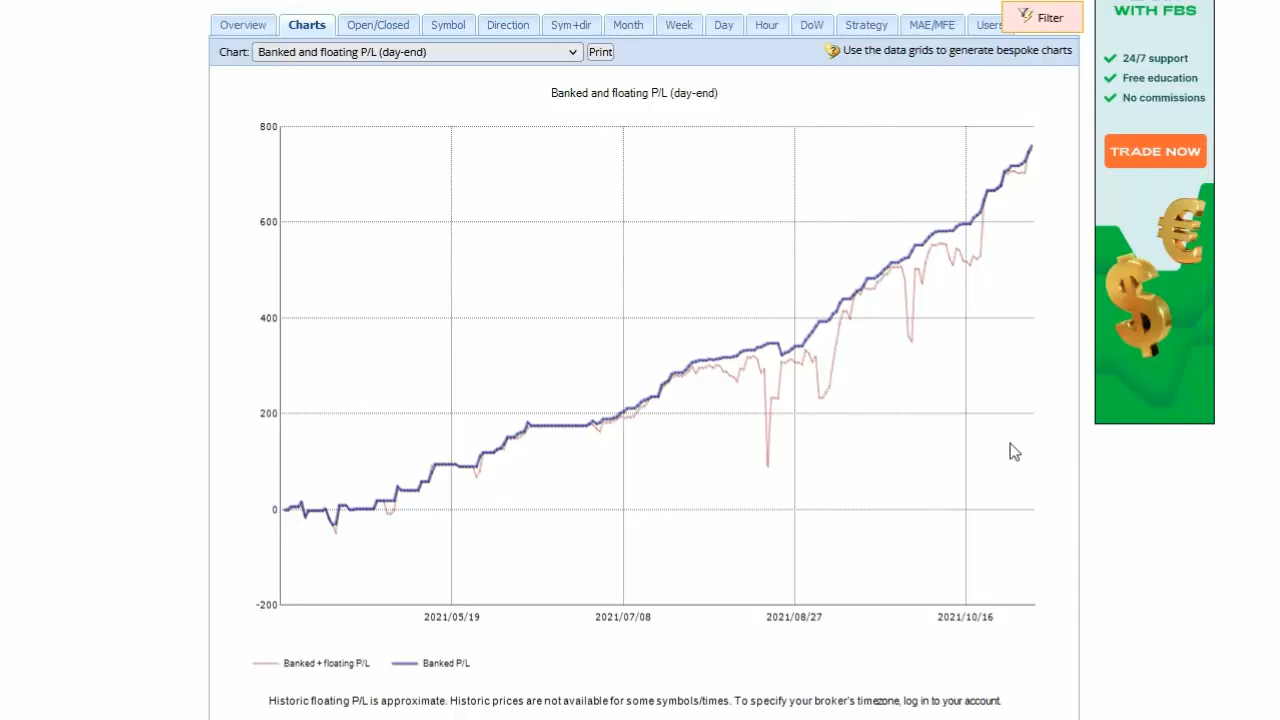 WITH FBS
Overview Charts Open/Closed Symbol Direction Sym+dir Month Week Day Hour DoW Strategy MAE/MFE Users Filter
Chart: Banked and floating P/L (day-end) Print Use the data grids to generate bespoke charts
24/7 support
Free education
No commissions
TRADE NOW
Banked and floating P/L (day-end)
800
600
400
200
0
-200
2021/05/19 2021/07/08 2021/08/27 2021/10/16
Banked + floating P/L Banked P/L
Historic floating P/L is approximate. Historic prices are not available for some symbols/times. To specify your broker's timezone, log in to your account.